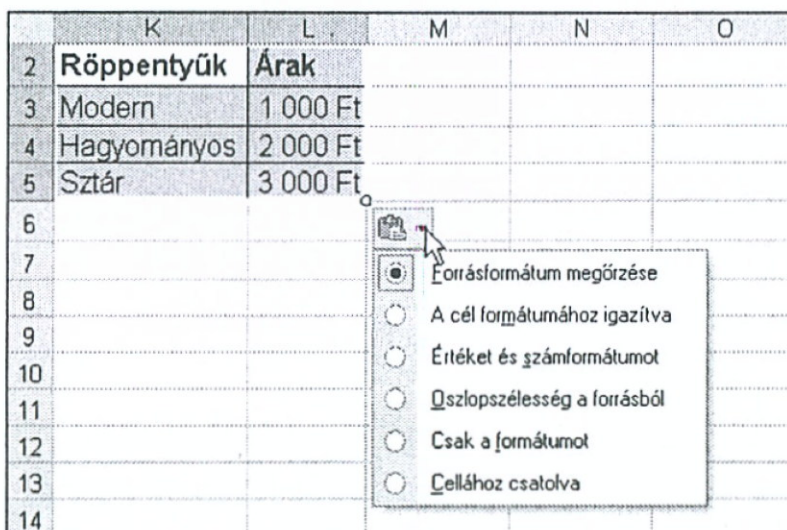 K L M N O
2 Röppentyűk Árak
3 Modern 1 000 Ft
4 Hagyományos 2 000 Ft
5 Sztár 3 000 Ft
6
7 Forrásformátum megőrzése
8 A cél formátumához igazítva
9 Értéket és számformátumot
10 Oszlopszélesség a forrásból
11
12 Csak a formátumot
13 Cellához csatolva
14